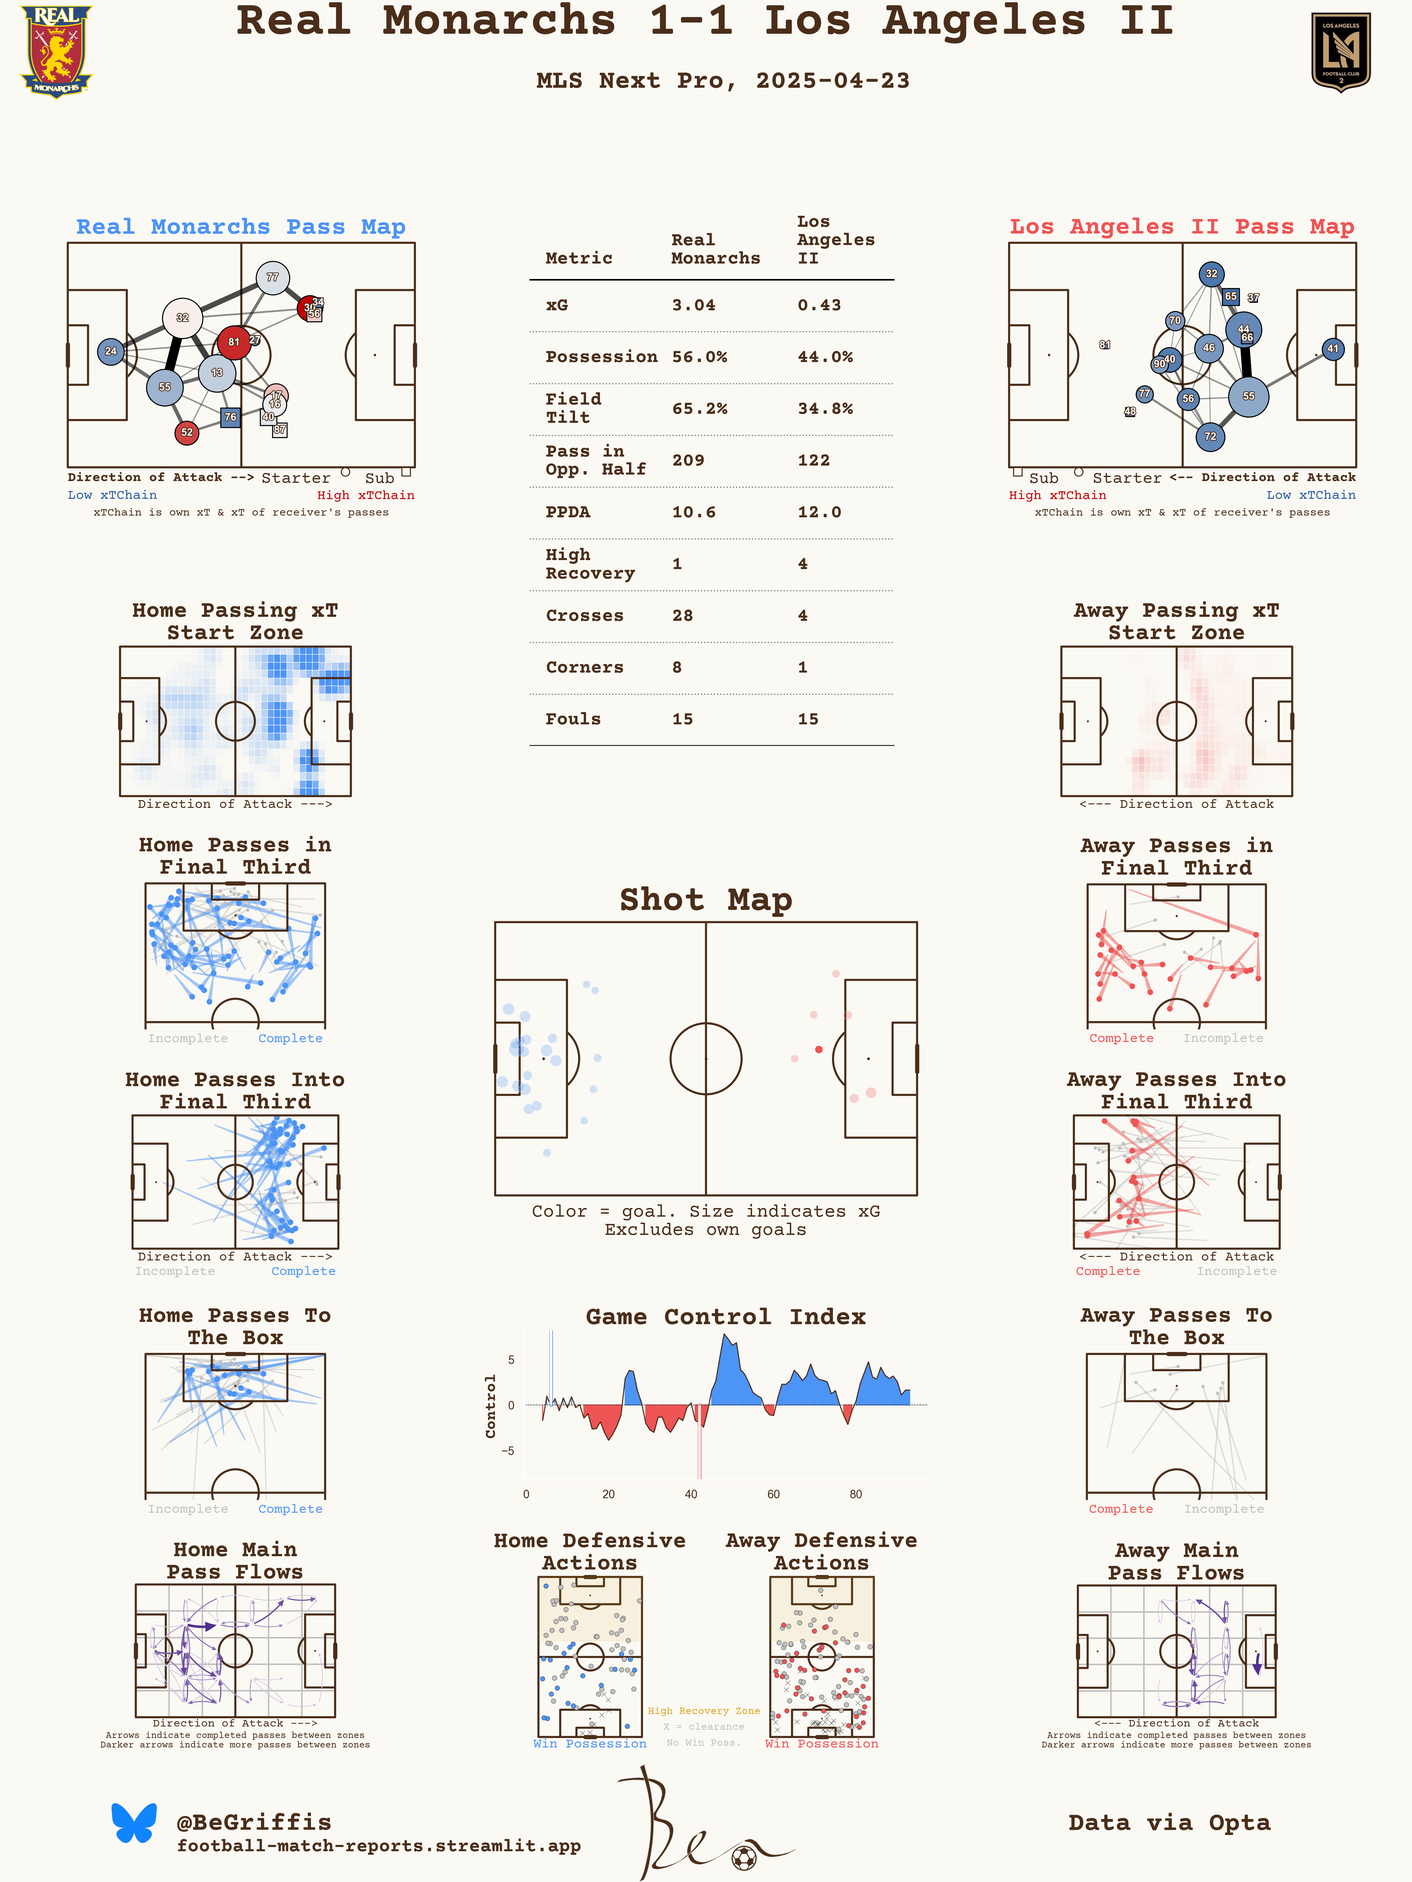 Real Monarchs 1-1 Los Angeles II
MLS Next Pro, 2025-04-23
REAL
MONARCHS
LOS ANGELES
LA
FOOTBALL CLUB
2
Real Monarchs Pass Map
77
34
56
32
81
27
24
13
55
17
16
76
40
87
52
Direction of Attack --> Starter Sub
Low xTChain High xTChain
xTChain is own xT & xT of receiver's passes
Metric Real Monarchs Los Angeles II
xG 3.04 0.43
Possession 56.0% 44.0%
Field Tilt 65.2% 34.8%
Pass in Opp. Half 209 122
PPDA 10.6 12.0
High Recovery 1 4
Crosses 28 4
Corners 8 1
Fouls 15 15
Los Angeles II Pass Map
32
65
37
70
44
66
81
46
41
90
40
77
56
55
48
72
Sub Starter <-- Direction of Attack
High xTChain Low xTChain
xTChain is own xT & xT of receiver's passes
Home Passing xT
Start Zone
Direction of Attack --->
Away Passing xT
Start Zone
<--- Direction of Attack
Home Passes in
Final Third
Incomplete Complete
Away Passes in
Final Third
Complete Incomplete
Shot Map
Color = goal. Size indicates xG
Excludes own goals
Home Passes Into
Final Third
Direction of Attack --->
Incomplete Complete
Away Passes Into
Final Third
<--- Direction of Attack
Complete Incomplete
Home Passes To
The Box
Incomplete Complete
Game Control Index
Control
5
0
−5
0 20 40 60 80
Away Passes To
The Box
Complete Incomplete
Home Main
Pass Flows
Direction of Attack --->
Arrows indicate completed passes between zones
Darker arrows indicate more passes between zones
Home Defensive
Actions
Win Possession
High Recovery Zone
X = clearance
No Win Poss.
Away Defensive
Actions
Win Possession
Away Main
Pass Flows
<--- Direction of Attack
Arrows indicate completed passes between zones
Darker arrows indicate more passes between zones
@BeGriffis
football-match-reports.streamlit.app
Ben
Data via Opta